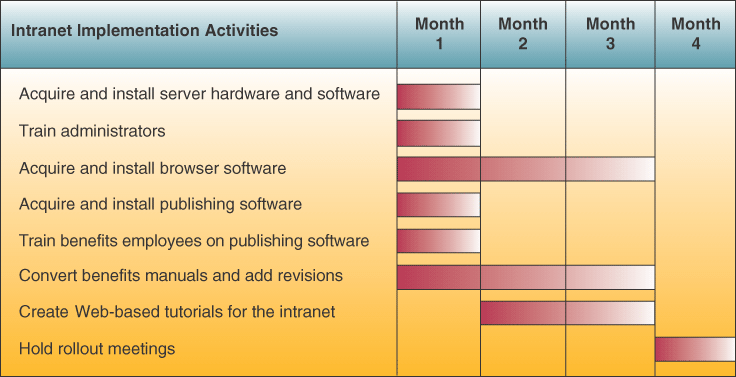 Intranet Implementation Activities
Month
1
Month
2
Month
3
Month
4
Acquire and install server hardware and software
Train administrators
Acquire and install browser software
Acquire and install publishing software
Train benefits employees on publishing software
Convert benefits manuals and add revisions
Create Web-based tutorials for the intranet
Hold rollout meetings